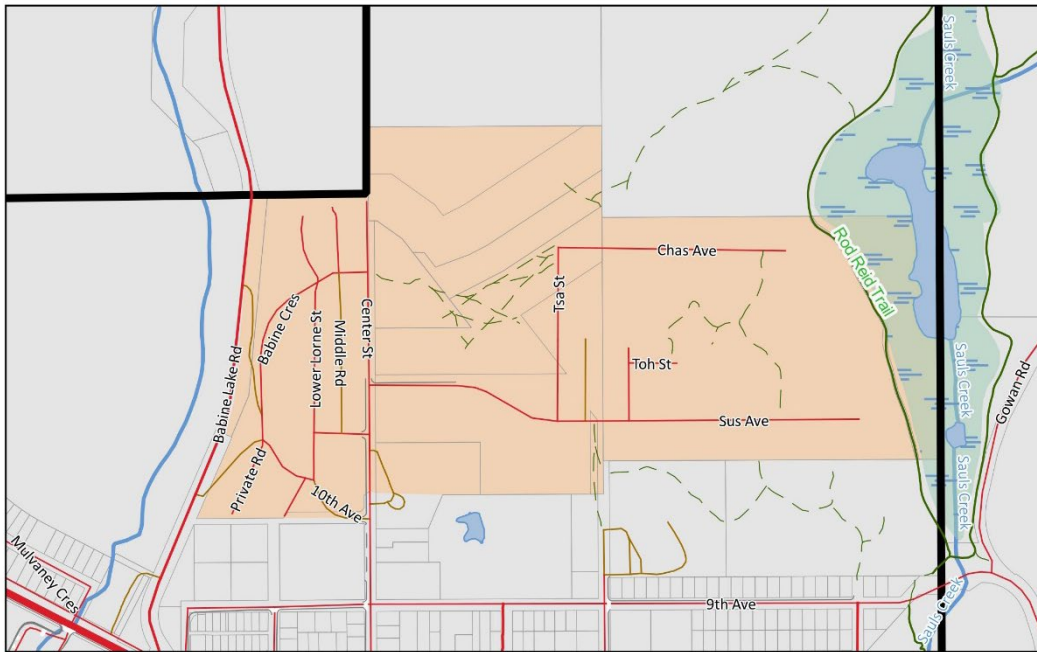 Sauls Creek
Chas Ave
Rod Reid Trail
Tsa St
Center St
Babine Cres
Lower Lorne St
Middle Rd
Babine Lake Rd
Toh St
Sus Ave
Sauls Creek
Gowan Rd
Private Rd
10th Ave
Sauls Creek
Mulvaney Cres
9th Ave
Sauls Creek